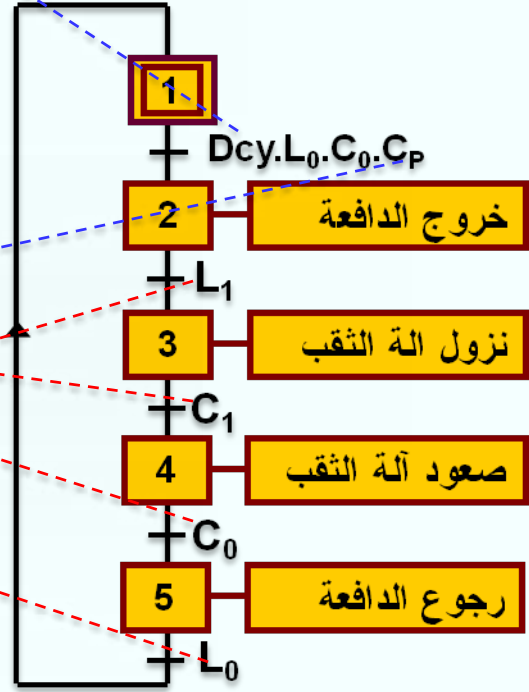 1
Dcy.L₀.C₀.Cₚ
2 خروج الدافعة
L₁
3 نزول الة الثقب
C₁
4 صعود آلة الثقب
C₀
5 رجوع الدافعة
L₀